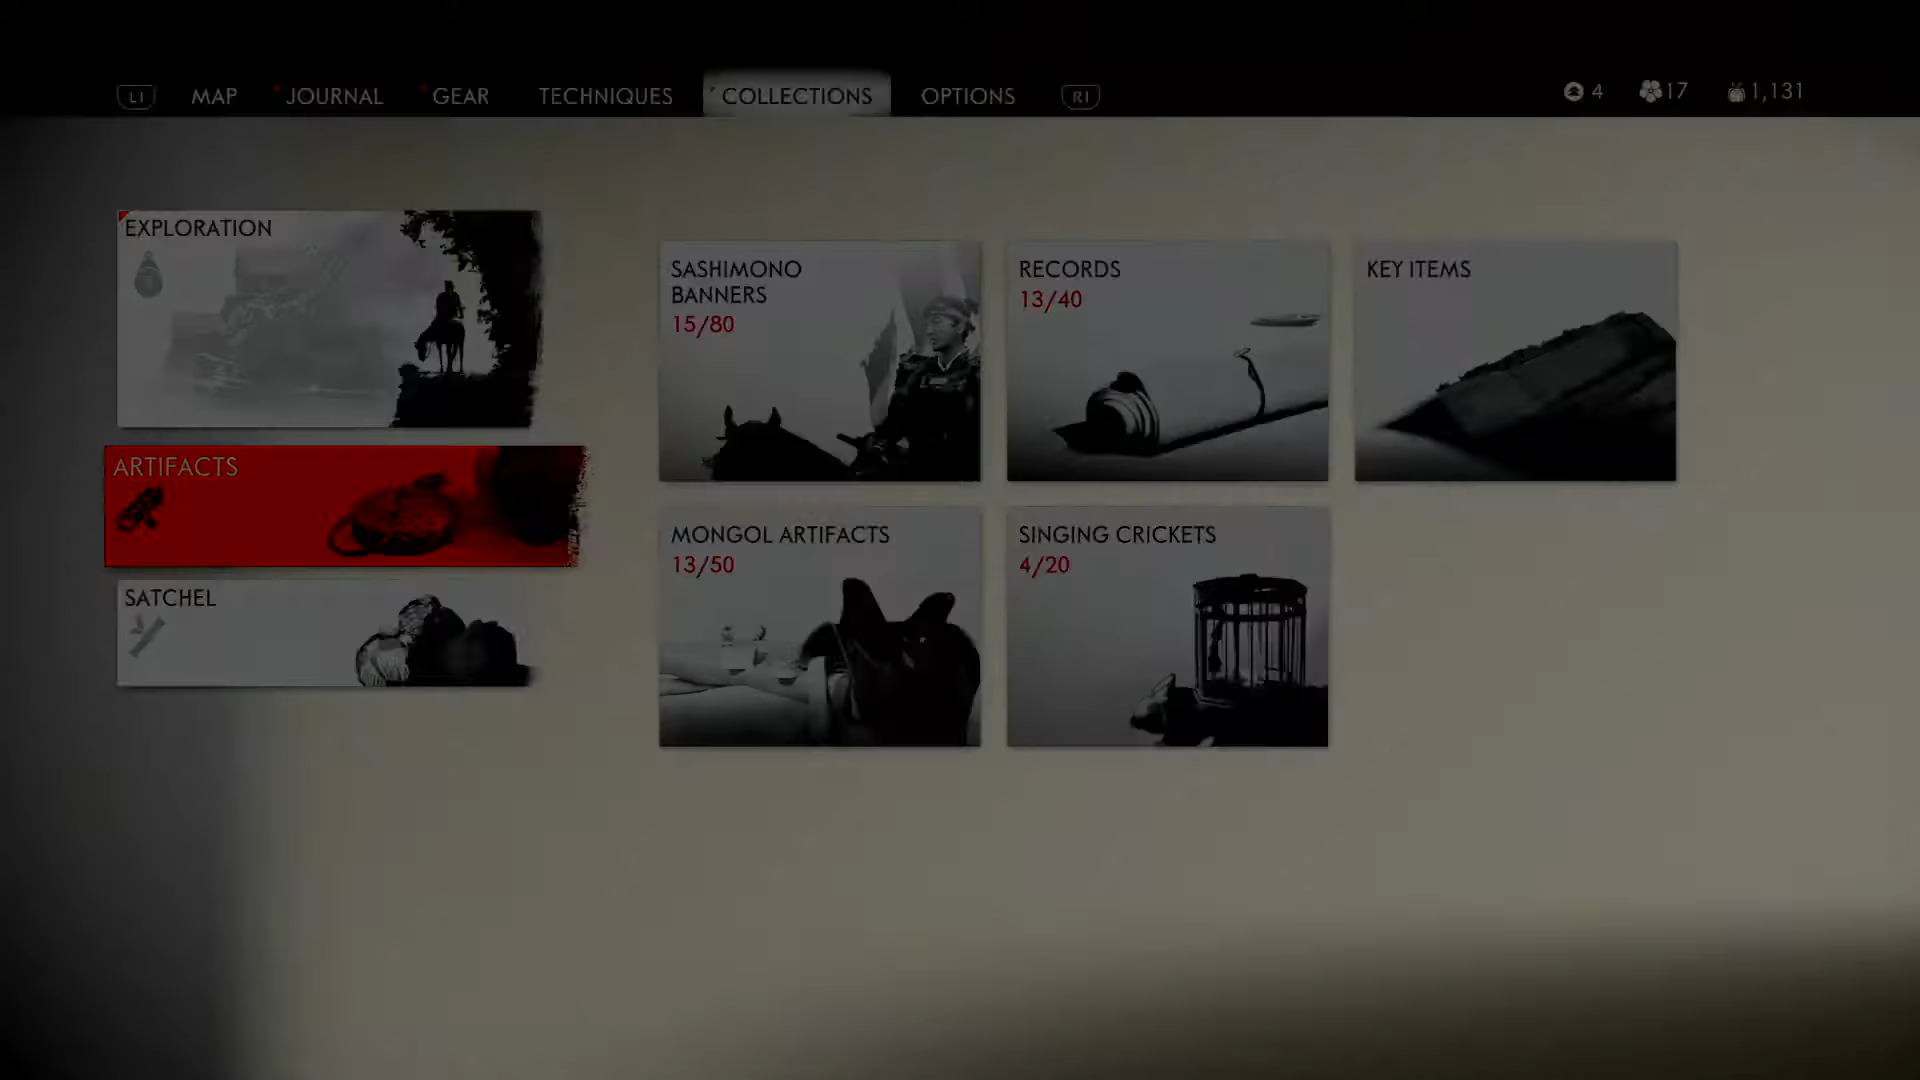 L1 MAP JOURNAL GEAR TECHNIQUES COLLECTIONS OPTIONS R1 4 17 1,131
EXPLORATION
ARTIFACTS
SATCHEL
SASHIMONO
BANNERS
15/80
RECORDS
13/40
KEY ITEMS
MONGOL ARTIFACTS
13/50
SINGING CRICKETS
4/20